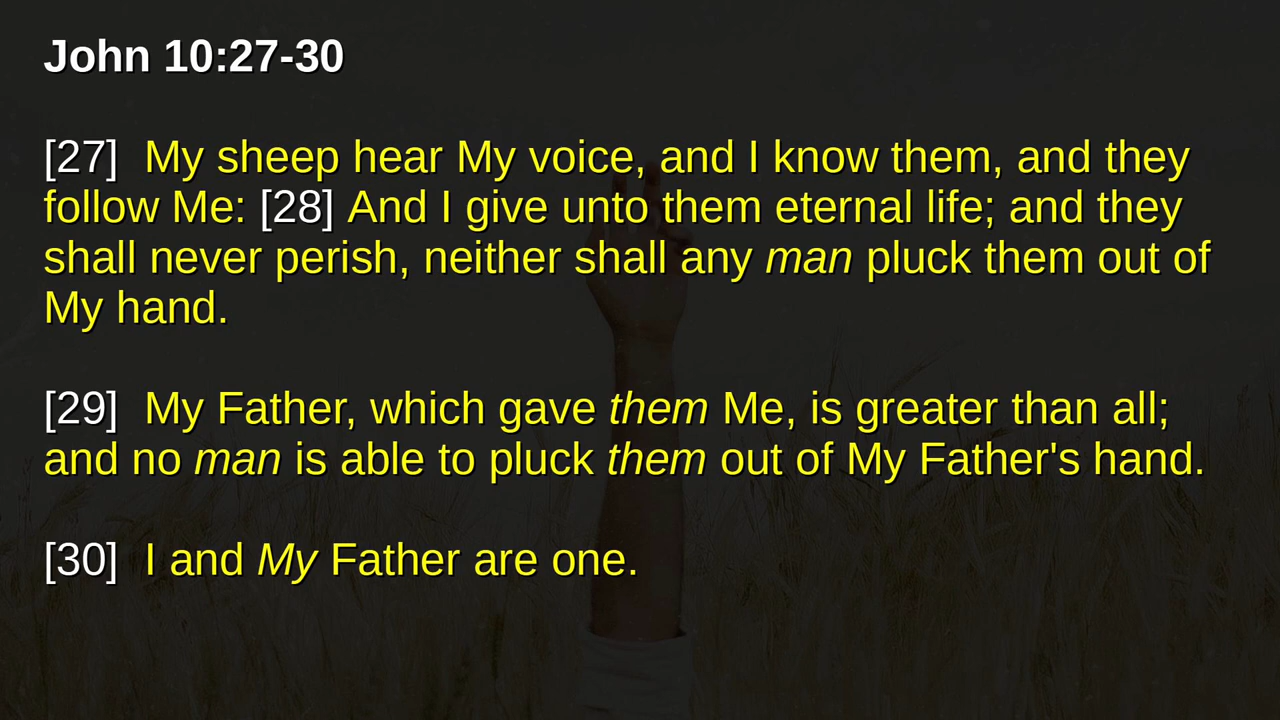 John 10:27-30
[27]  My sheep hear My voice, and I know them, and they
follow Me: [28] And I give unto them eternal life; and they
shall never perish, neither shall any man pluck them out of
My hand.
[29]  My Father, which gave them Me, is greater than all;
and no man is able to pluck them out of My Father's hand.
[30]  I and My Father are one.